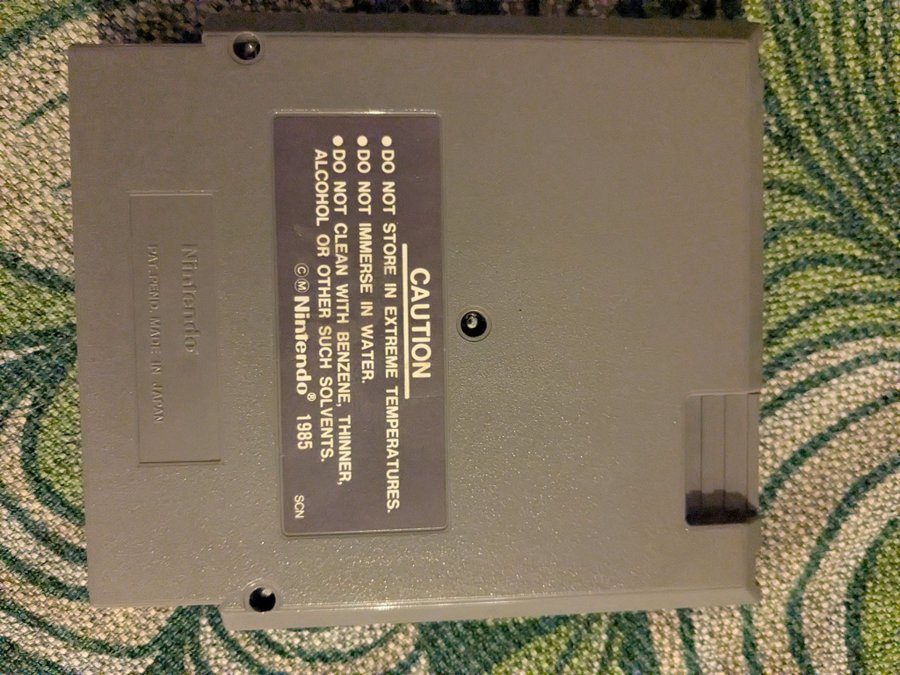 CAUTION
●DO NOT STORE IN EXTREME TEMPERATURES.
●DO NOT IMMERSE IN WATER.
●DO NOT CLEAN WITH BENZENE, THINNER,
ALCOHOL OR OTHER SUCH SOLVENTS.
©Ⓜ Nintendo® 1985
SCN
Nintendo
PAT. PEND. MADE IN JAPAN